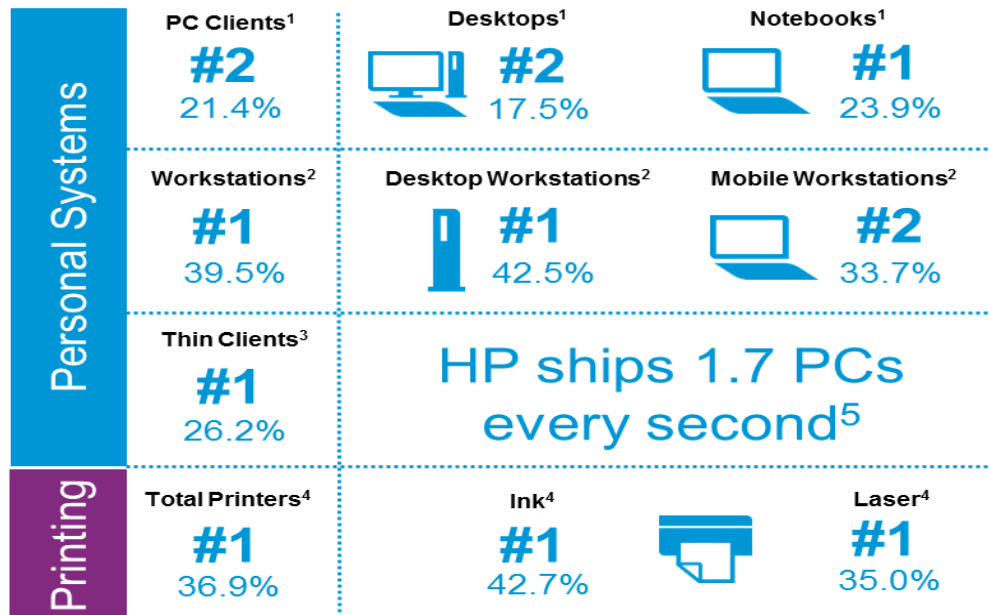 Personal Systems
PC Clients¹
#2
21.4%
Desktops¹
#2
17.5%
Notebooks¹
#1
23.9%
Workstations²
#1
39.5%
Desktop Workstations²
#1
42.5%
Mobile Workstations²
#2
33.7%
Thin Clients³
#1
26.2%
HP ships 1.7 PCs
every second⁵
Printing
Total Printers⁴
#1
36.9%
Ink⁴
#1
42.7%
Laser⁴
#1
35.0%